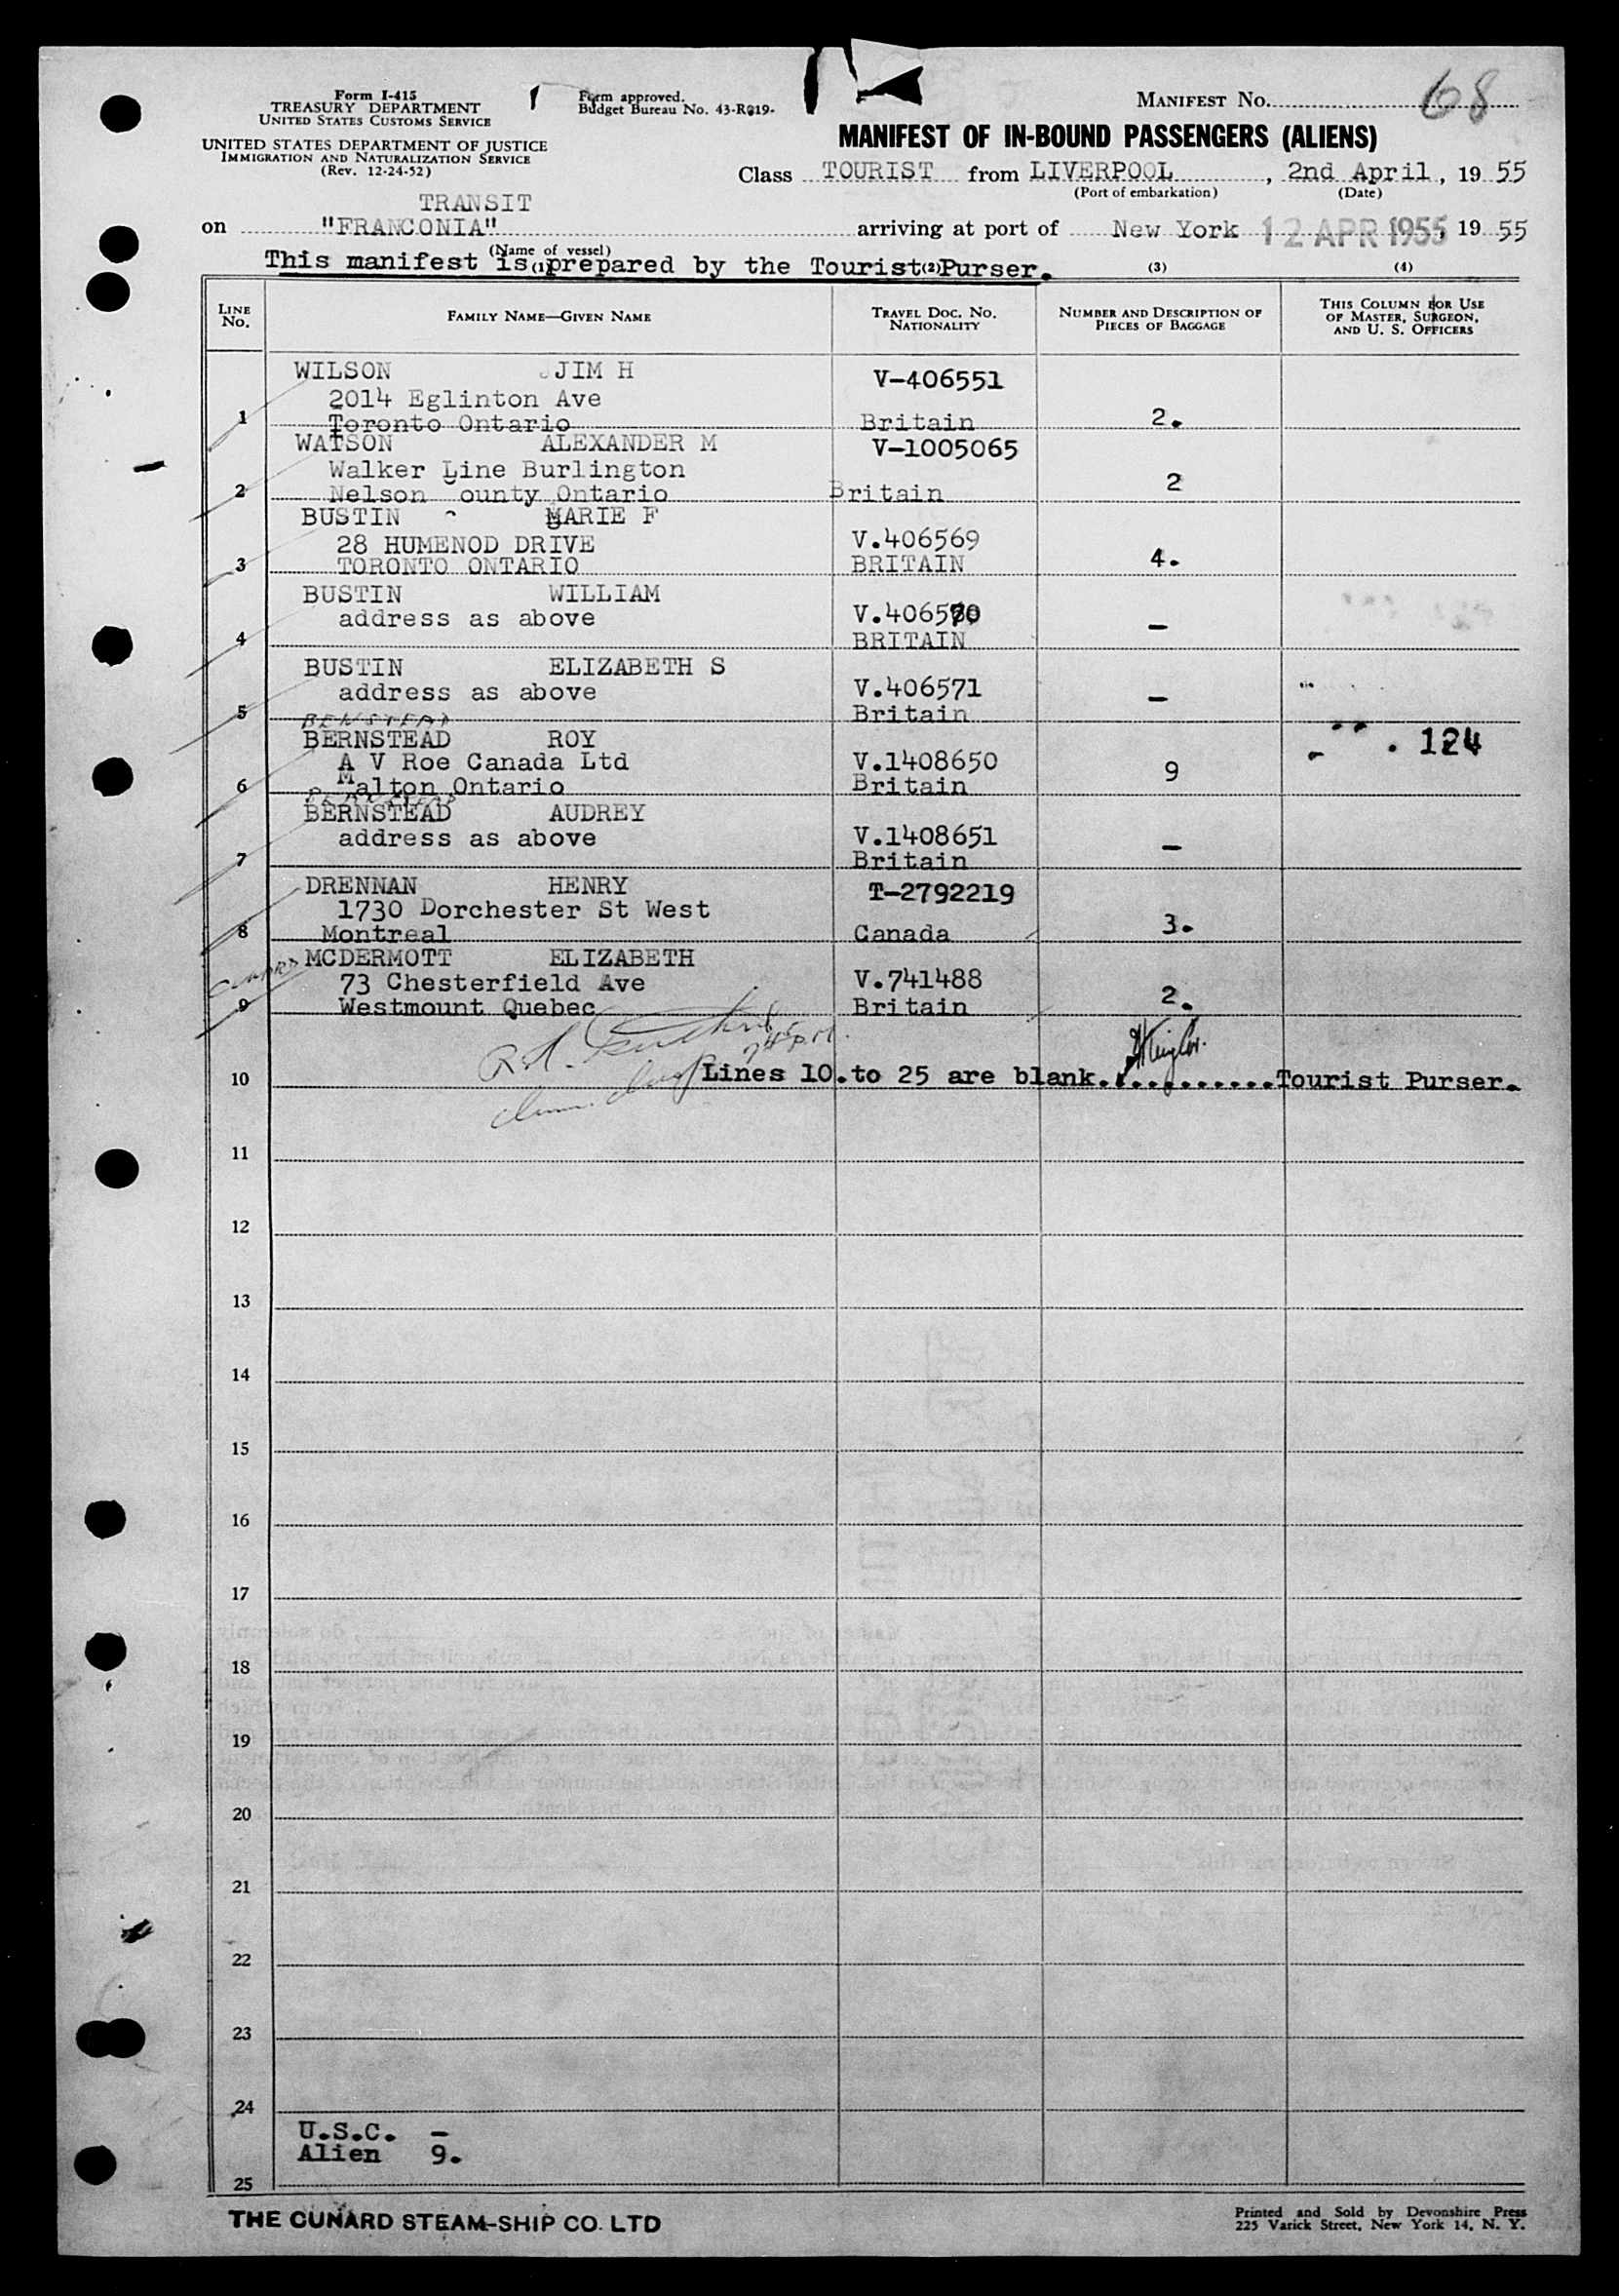 Form I-415
TREASURY DEPARTMENT
UNITED STATES CUSTOMS SERVICE
UNITED STATES DEPARTMENT OF JUSTICE
IMMIGRATION AND NATURALIZATION SERVICE
(Rev. 12-24-52)
Form approved.
Budget Bureau No. 43-R019-
MANIFEST No. 68
MANIFEST OF IN-BOUND PASSENGERS (ALIENS)
Class TOURIST from LIVERPOOL, 2nd April, 19 55
(Port of embarkation) (Date)
TRANSIT
on "FRANCONIA" arriving at port of New York 12 APR 1955, 19 55
(Name of vessel)
This manifest is prepared by the Tourist Purser.
(1) (2) (3) (4)
LINE No. FAMILY NAME—GIVEN NAME TRAVEL DOC. NO. NATIONALITY NUMBER AND DESCRIPTION OF PIECES OF BAGGAGE THIS COLUMN FOR USE OF MASTER, SURGEON, AND U. S. OFFICERS
WILSON JIM H V-406551
2014 Eglinton Ave
1 Toronto Ontario Britain 2.
WATSON ALEXANDER M V-1005065
Walker Line Burlington
2 Nelson County Ontario Britain 2
BUSTIN MARIE F
28 HUMENOD DRIVE V.406569
3 TORONTO ONTARIO BRITAIN 4.
BUSTIN WILLIAM
address as above V.406570
4 BRITAIN –
BUSTIN ELIZABETH S
address as above V.406571
5 Britain –
BENSTEAD
BERNSTEAD ROY . 124
A V Roe Canada Ltd V.1408650
6 Malton Ontario Britain 9
BENSTEAD
BERNSTEAD AUDREY
address as above V.1408651
7 Britain –
DRENNAN HENRY T-2792219
1730 Dorchester St West
8 Montreal Canada 3.
MCDERMOTT ELIZABETH
73 Chesterfield Ave V.741488
9 Westmount Quebec Britain 2.
10 Lines 10.to 25 are blank............Tourist Purser.
11
12
13
14
15
16
17
18
19
20
21
22
23
24
U.S.C. –
Alien 9.
25
THE CUNARD STEAM-SHIP CO. LTD
Printed and Sold by Devonshire Press
225 Varick Street, New York 14, N. Y.